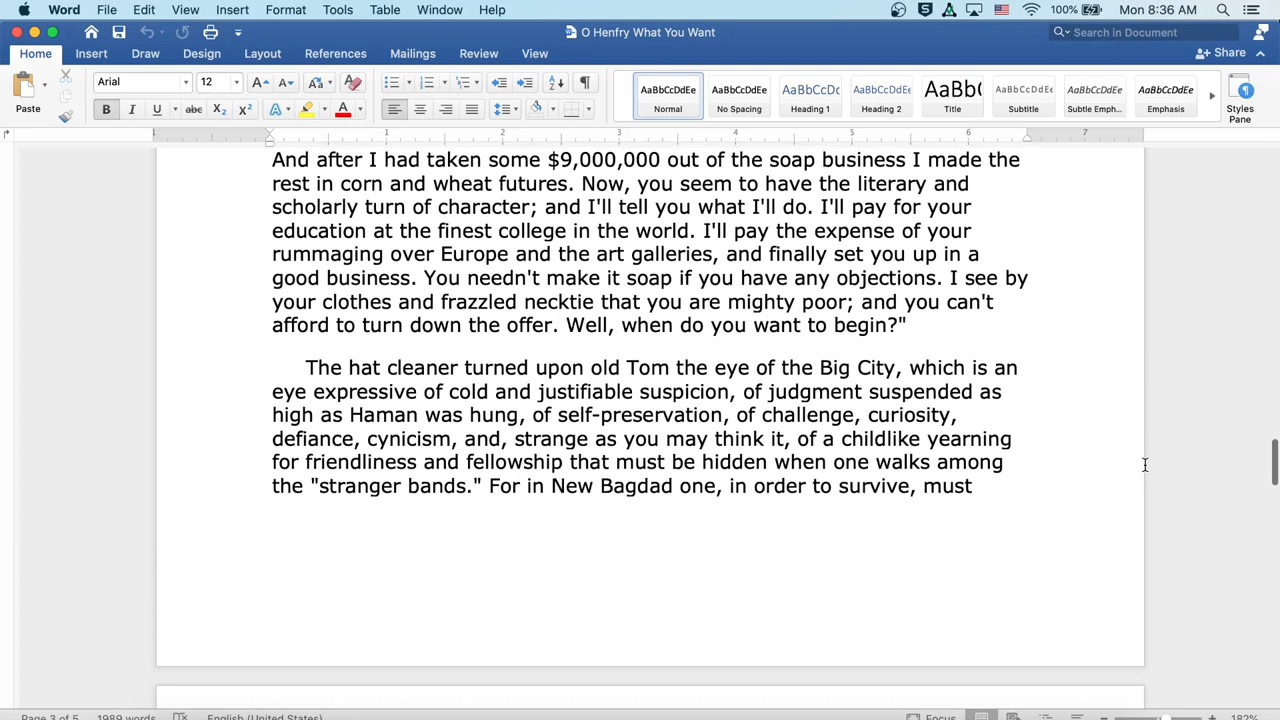 Word File Edit View Insert Format Tools Table Window Help 100% Mon 8:36 AM
O Henfry What You Want Search in Document
Home Insert Draw Design Layout References Mailings Review View Share
Paste Arial 12 AaBbCcDdEe AaBbCcDdEe AaBbCcDc AaBbCcDdEe AaBbC AaBbCcDdEe AaBbCcDdEe AaBbCcDdEe Styles Pane
B I U abc X2 X2 A A Normal No Spacing Heading 1 Heading 2 Title Subtitle Subtle Emph... Emphasis
1 1 2 3 4 5 6 7
And after I had taken some $9,000,000 out of the soap business I made the
rest in corn and wheat futures. Now, you seem to have the literary and
scholarly turn of character; and I'll tell you what I'll do. I'll pay for your
education at the finest college in the world. I'll pay the expense of your
rummaging over Europe and the art galleries, and finally set you up in a
good business. You needn't make it soap if you have any objections. I see by
your clothes and frazzled necktie that you are mighty poor; and you can't
afford to turn down the offer. Well, when do you want to begin?"
The hat cleaner turned upon old Tom the eye of the Big City, which is an
eye expressive of cold and justifiable suspicion, of judgment suspended as
high as Haman was hung, of self-preservation, of challenge, curiosity,
defiance, cynicism, and, strange as you may think it, of a childlike yearning
for friendliness and fellowship that must be hidden when one walks among
the "stranger bands." For in New Bagdad one, in order to survive, must
Page 3 of 5 1989 words English (United States) Focus 182%